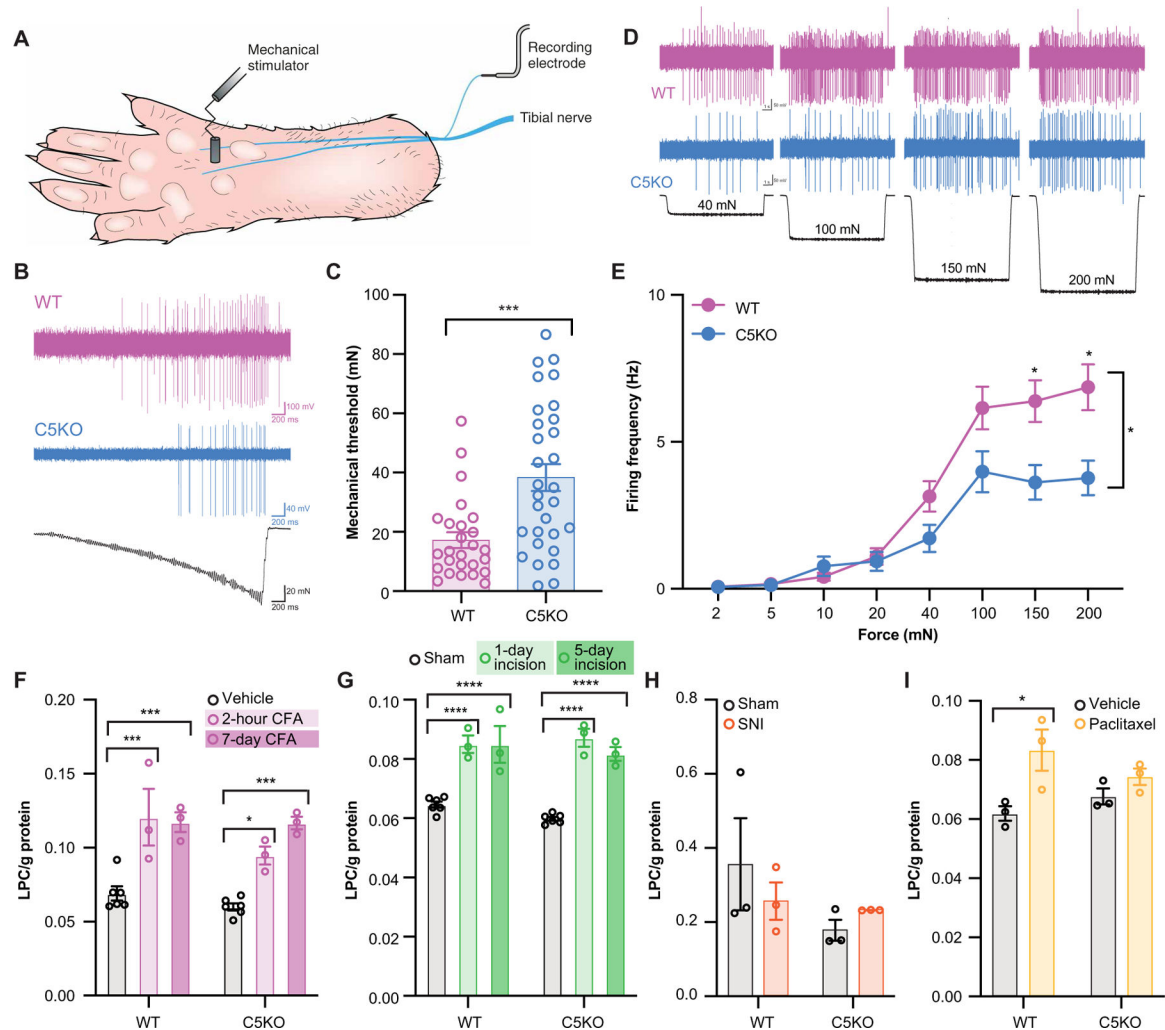 A
Mechanical
stimulator
Recording
electrode
Tibial nerve
D
WT
C5KO
40 mN
100 mN
150 mN
200 mN
B
WT
100 mV
200 ms
C5KO
40 mV
200 ms
20 mN
200 ms
C
Mechanical threshold (mN)
100
80
60
40
20
0
***
WT
C5KO
E
Firing frequency (Hz)
10
5
0
WT
C5KO
*
*
*
2
5
10
20
40
100
150
200
Force (mN)
F
LPC/g protein
0.20
0.15
0.10
0.05
0.00
Vehicle
2-hour CFA
7-day CFA
***
***
***
*
WT
C5KO
G
Sham
1-day
incision
5-day
incision
LPC/g protein
0.10
0.08
0.06
0.04
0.02
0.00
****
****
****
****
WT
C5KO
H
Sham
SNI
LPC/g protein
0.8
0.6
0.4
0.2
0.0
WT
C5KO
I
Vehicle
Paclitaxel
LPC/g protein
0.10
0.08
0.06
0.04
0.02
0.00
*
WT
C5KO